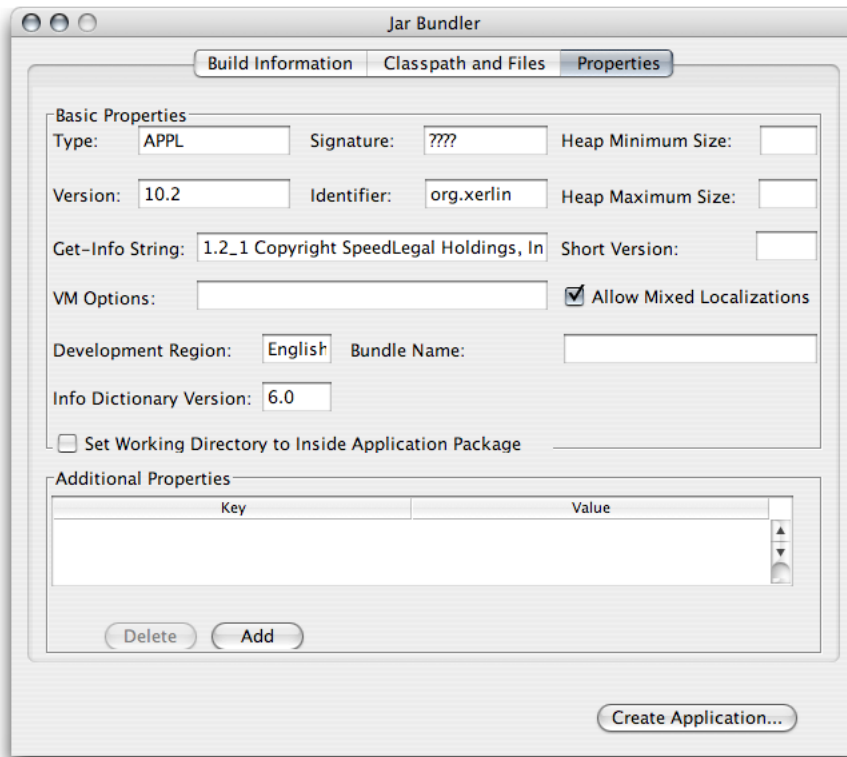 Jar Bundler
Build Information Classpath and Files Properties
Basic Properties
Type: APPL Signature: ???? Heap Minimum Size:
Version: 10.2 Identifier: org.xerlin Heap Maximum Size:
Get-Info String: 1.2_1 Copyright SpeedLegal Holdings, In Short Version:
VM Options: Allow Mixed Localizations
Development Region: English Bundle Name:
Info Dictionary Version: 6.0
Set Working Directory to Inside Application Package
Additional Properties
Key Value
Delete Add
Create Application...